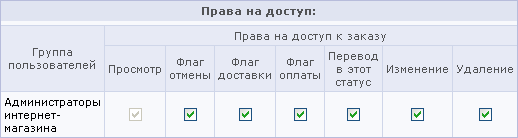 Права на доступ:
Группа пользователей
Права на доступ к заказу
Просмотр
Флаг отмены
Флаг доставки
Флаг оплаты
Перевод в этот статус
Изменение
Удаление
Администраторы
интернет-
магазина